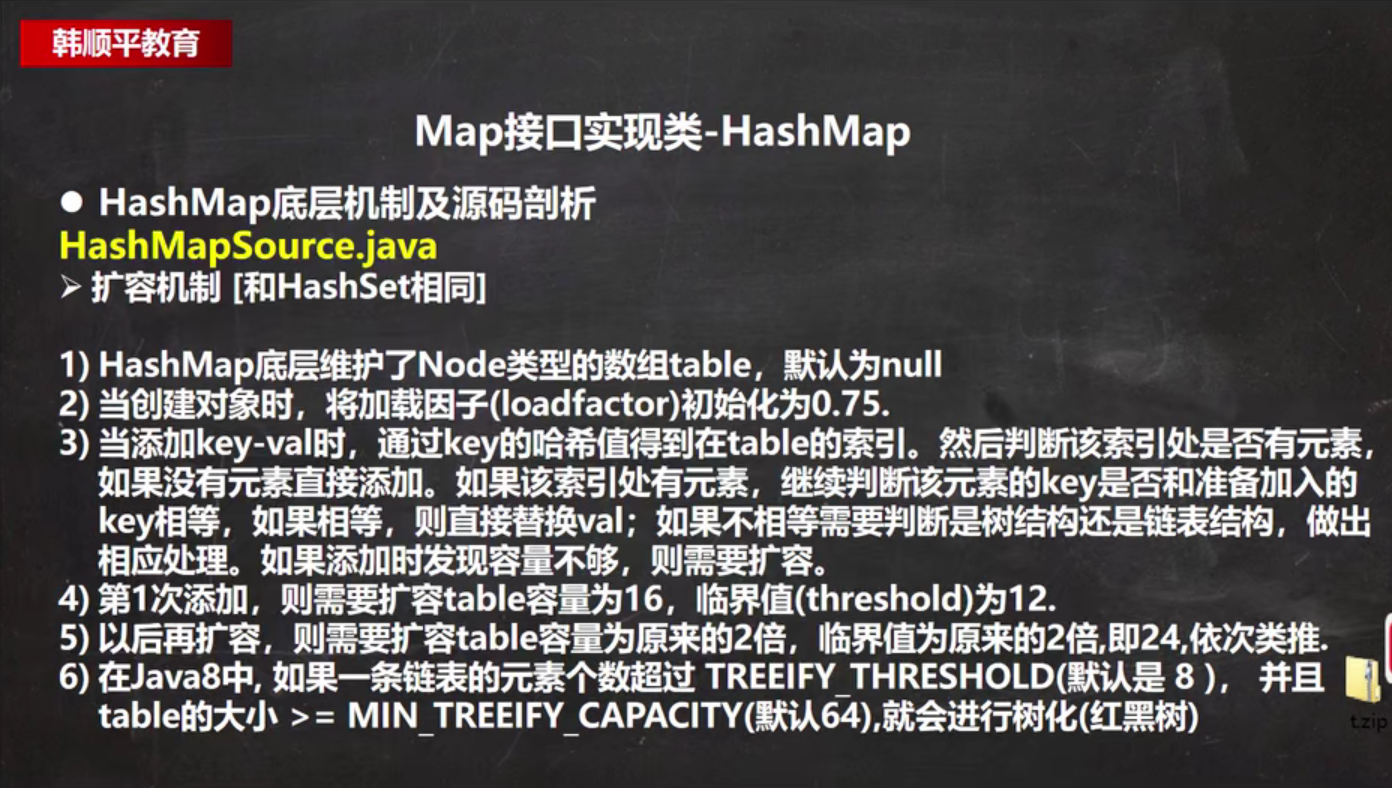 韩顺平教育
Map接口实现类-HashMap
● HashMap底层机制及源码剖析
HashMapSource.java
➢ 扩容机制 [和HashSet相同]
1) HashMap底层维护了Node类型的数组table，默认为null
2) 当创建对象时，将加载因子(loadfactor)初始化为0.75.
3) 当添加key-val时，通过key的哈希值得到在table的索引。然后判断该索引处是否有元素，
如果没有元素直接添加。如果该索引处有元素，继续判断该元素的key是否和准备加入的
key相等，如果相等，则直接替换val；如果不相等需要判断是树结构还是链表结构，做出
相应处理。如果添加时发现容量不够，则需要扩容。
4) 第1次添加，则需要扩容table容量为16，临界值(threshold)为12.
5) 以后再扩容，则需要扩容table容量为原来的2倍，临界值为原来的2倍,即24,依次类推.
6) 在Java8中, 如果一条链表的元素个数超过 TREEIFY_THRESHOLD(默认是 8 )， 并且
table的大小 >= MIN_TREEIFY_CAPACITY(默认64),就会进行树化(红黑树)
t.zip